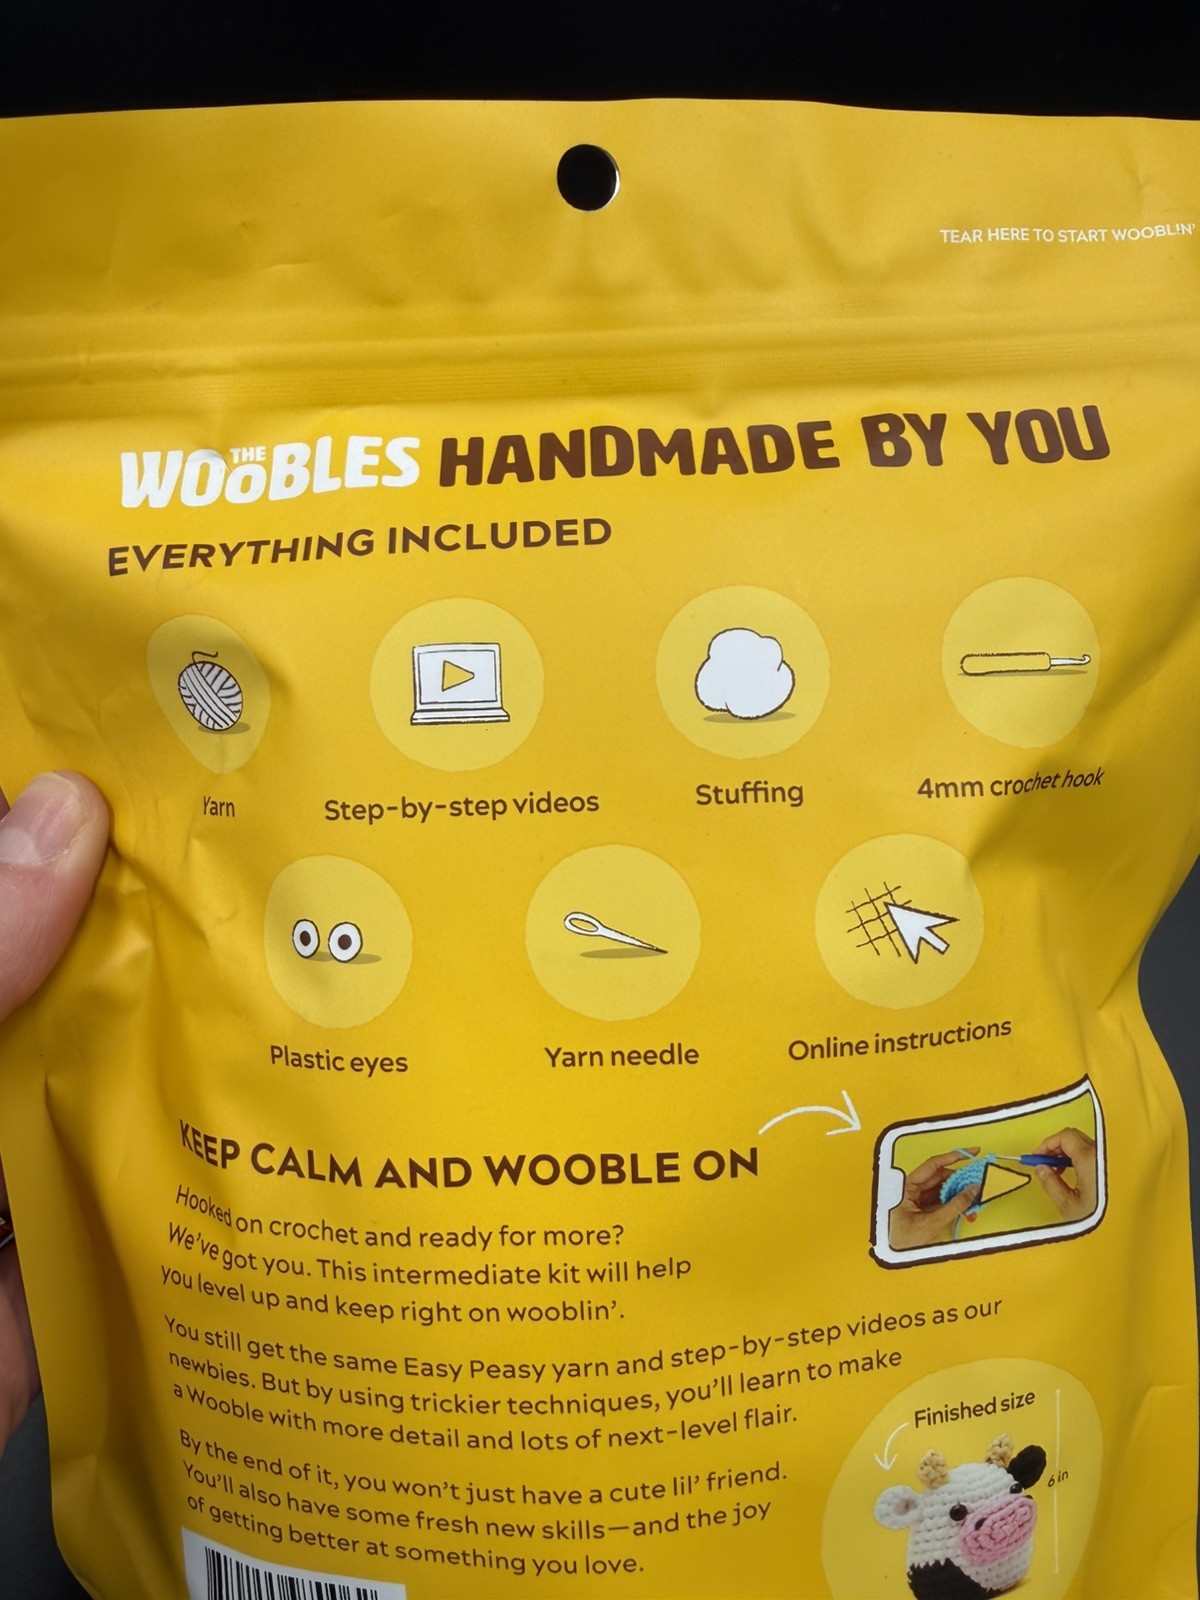 TEAR HERE TO START WOOBLIN'
THE WOOBLES HANDMADE BY YOU
EVERYTHING INCLUDED
Yarn
Step-by-step videos
Stuffing
4mm crochet hook
Plastic eyes
Yarn needle
Online instructions
KEEP CALM AND WOOBLE ON
Hooked on crochet and ready for more?
We've got you. This intermediate kit will help
you level up and keep right on wooblin'.
You still get the same Easy Peasy yarn and step-by-step videos as our
newbies. But by using trickier techniques, you'll learn to make
a Wooble with more detail and lots of next-level flair.
Finished size
6 in
By the end of it, you won't just have a cute lil' friend.
You'll also have some fresh new skills—and the joy
of getting better at something you love.